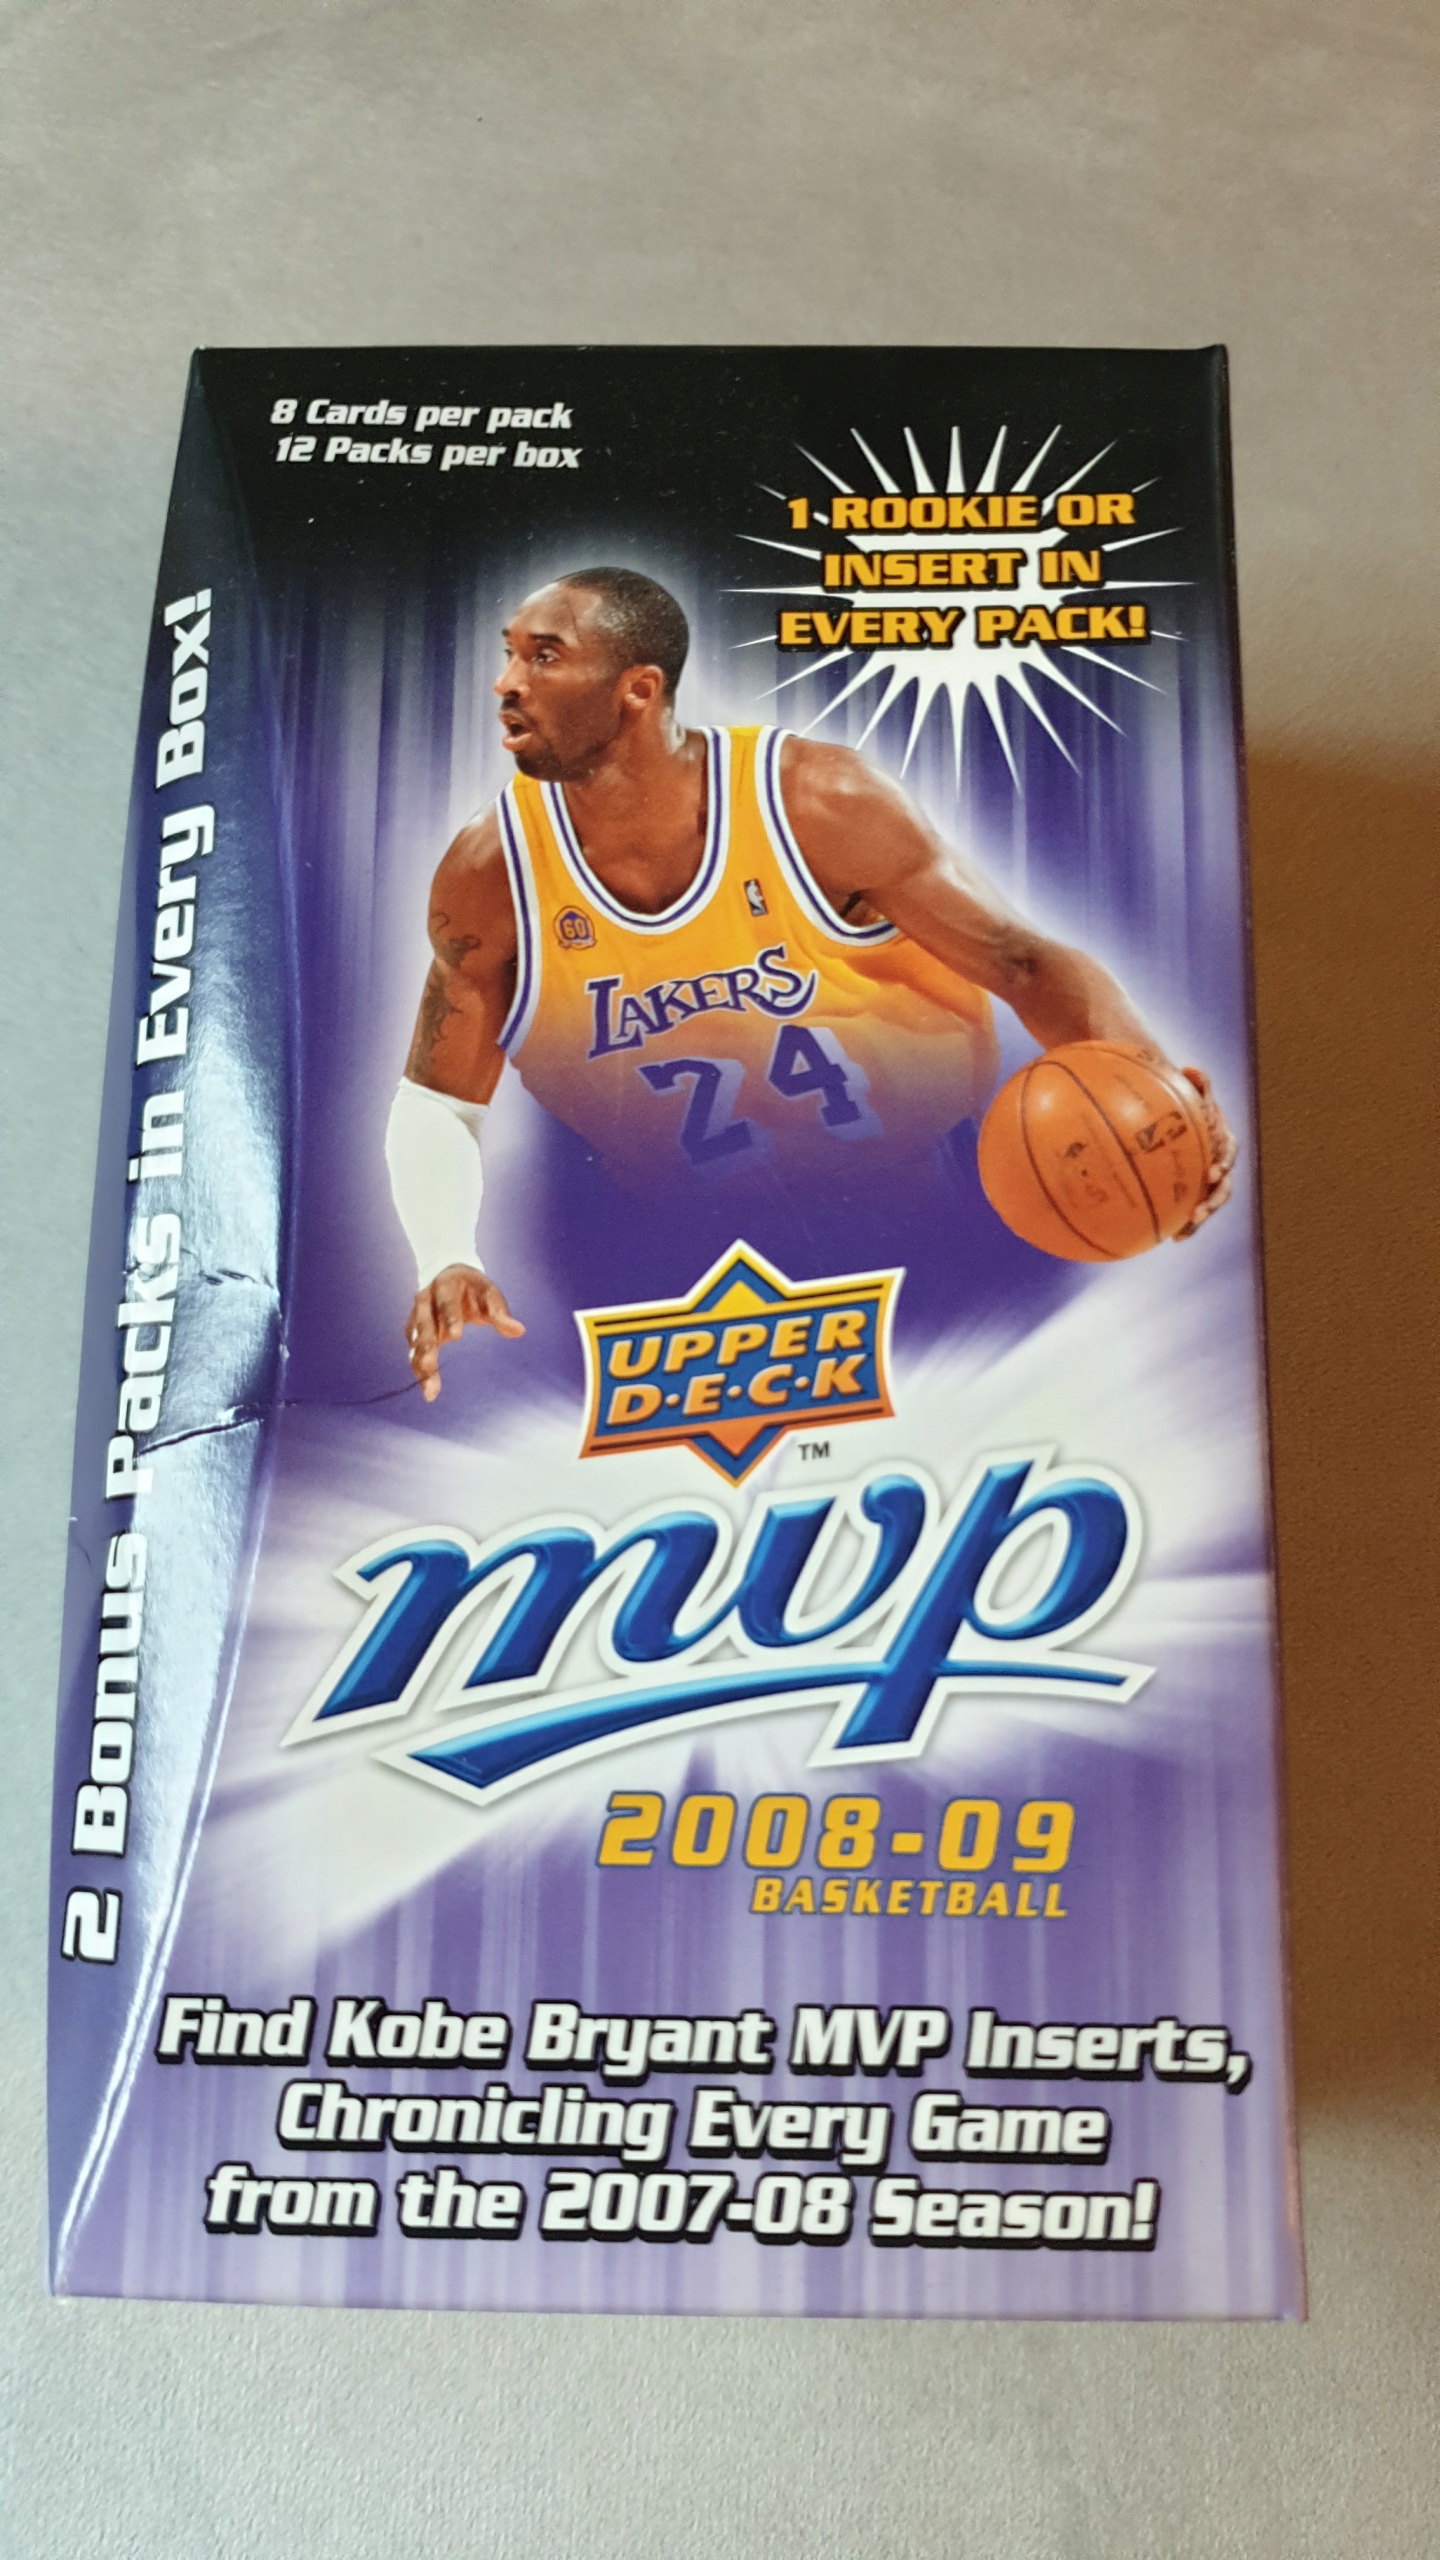 8 Cards per pack
12 Packs per box
1 ROOKIE OR
INSERT IN
EVERY PACK!
2 Bonus Packs in Every Box!
60
LAKERS
24
UPPER
D·E·C·K
TM
mvp
2008-09
BASKETBALL
Find Kobe Bryant MVP Inserts,
Chronicling Every Game
from the 2007-08 Season!